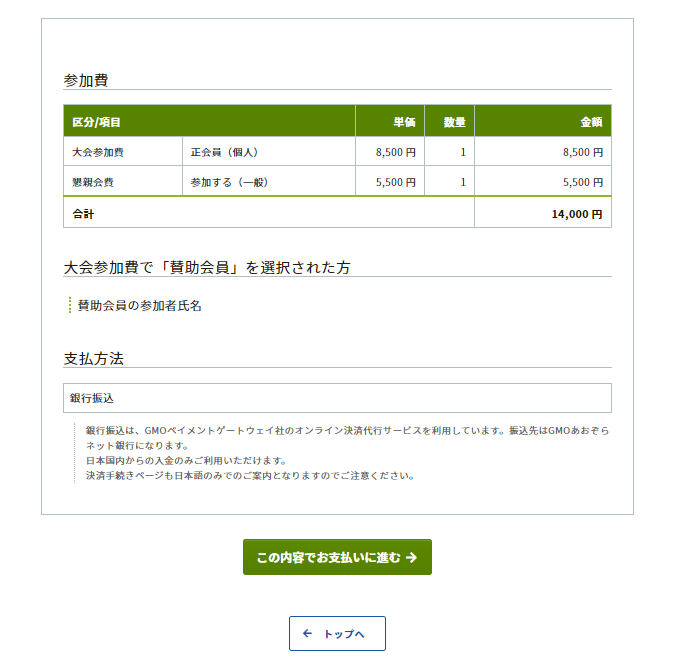 参加費
区分/項目 単価 数量 金額
大会参加費 正会員（個人） 8,500 円 1 8,500 円
懇親会費 参加する（一般） 5,500 円 1 5,500 円
合計 14,000 円
大会参加費で「賛助会員」を選択された方
賛助会員の参加者氏名
支払方法
銀行振込
銀行振込は、GMOペイメントゲートウェイ社のオンライン決済代行サービスを利用しています。振込先はGMOあおぞら
ネット銀行になります。
日本国内からの入金のみご利用いただけます。
決済手続きページも日本語のみでのご案内となりますのでご注意ください。
この内容でお支払いに進む →
← トップへ